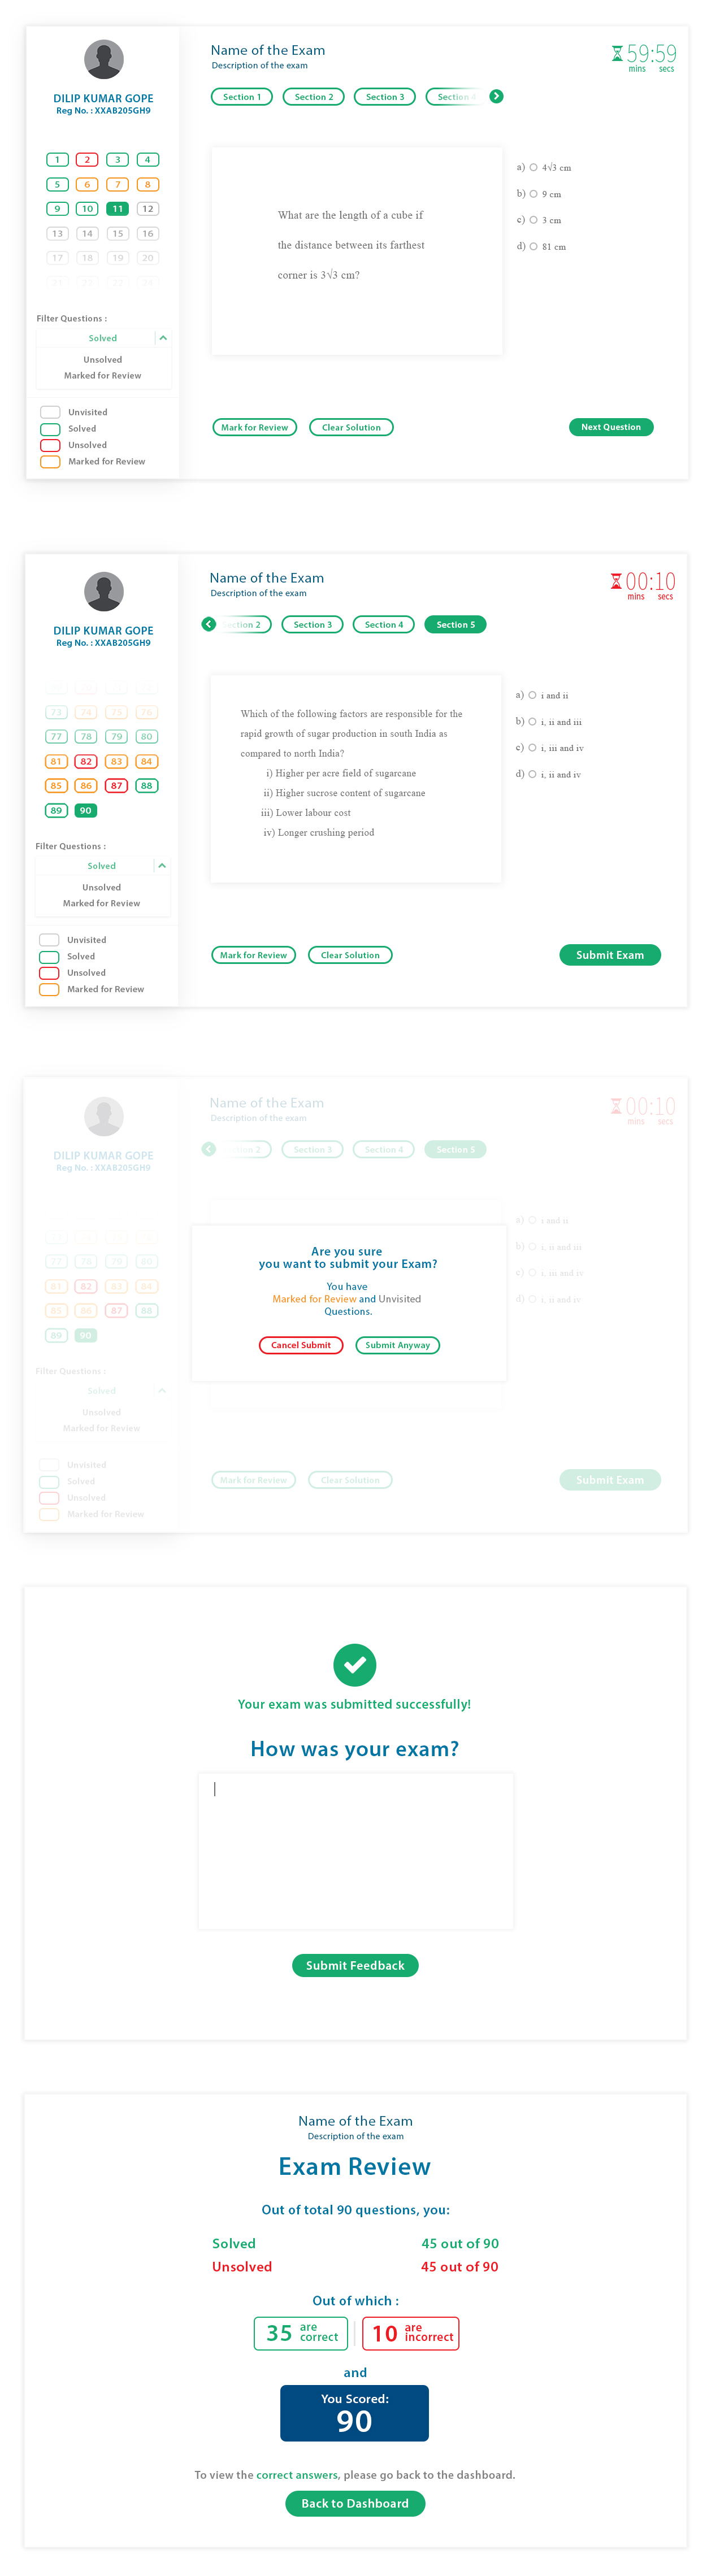 DILIP KUMAR GOPE
Reg No. : XXAB205GH9
1 2 3 4
5 6 7 8
9 10 11 12
13 14 15 16
17 18 19 20
Filter Questions :
Solved
Unsolved
Marked for Review
Unvisited
Solved
Unsolved
Marked for Review
Name of the Exam
Description of the exam
59:59
mins secs
Section 1 Section 2 Section 3 Section 4
What are the length of a cube if
the distance between its farthest
corner is 3√3 cm?
a) 4√3 cm
b) 9 cm
c) 3 cm
d) 81 cm
Mark for Review Clear Solution Next Question
DILIP KUMAR GOPE
Reg No. : XXAB205GH9
73 74 75 76
77 78 79 80
81 82 83 84
85 86 87 88
89 90
Filter Questions :
Solved
Unsolved
Marked for Review
Unvisited
Solved
Unsolved
Marked for Review
Name of the Exam
Description of the exam
00:10
mins secs
Section 2 Section 3 Section 4 Section 5
Which of the following factors are responsible for the
rapid growth of sugar production in south India as
compared to north India?
i) Higher per acre field of sugarcane
ii) Higher sucrose content of sugarcane
iii) Lower labour cost
iv) Longer crushing period
a) i and ii
b) i, ii and iii
c) i, iii and iv
d) i, ii and iv
Mark for Review Clear Solution Submit Exam
DILIP KUMAR GOPE
Reg No. : XXAB205GH9
77 78 79 80
81 82 83 84
85 86 87 88
89 90
Filter Questions :
Solved
Unsolved
Marked for Review
Unvisited
Solved
Unsolved
Marked for Review
Name of the Exam
Description of the exam
00:10
mins secs
Section 3 Section 4 Section 5
a) i and ii
b) i, ii and iii
c) i, iii and iv
d) i, ii and iv
Are you sure
you want to submit your Exam?
You have
Marked for Review and Unvisited
Questions.
Cancel Submit Submit Anyway
Mark for Review Clear Solution Submit Exam
Your exam was submitted successfully!
How was your exam?
Submit Feedback
Name of the Exam
Description of the exam
Exam Review
Out of total 90 questions, you:
Solved 45 out of 90
Unsolved 45 out of 90
Out of which :
35 are correct 10 are incorrect
and
You Scored:
90
To view the correct answers, please go back to the dashboard.
Back to Dashboard